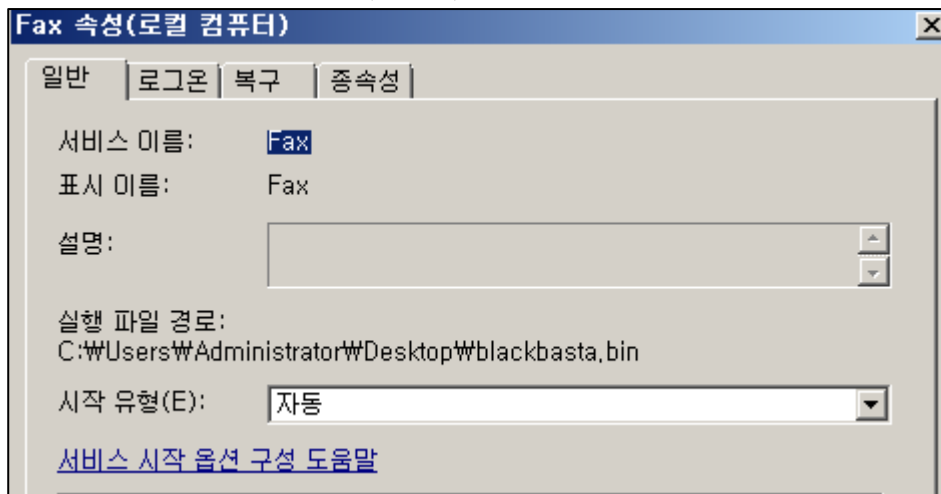 Fax 속성(로컬 컴퓨터)
일반 로그온 복구 종속성
서비스 이름: Fax
표시 이름: Fax
설명:
실행 파일 경로:
C:₩Users₩Administrator₩Desktop₩blackbasta.bin
시작 유형(E): 자동
서비스 시작 옵션 구성 도움말